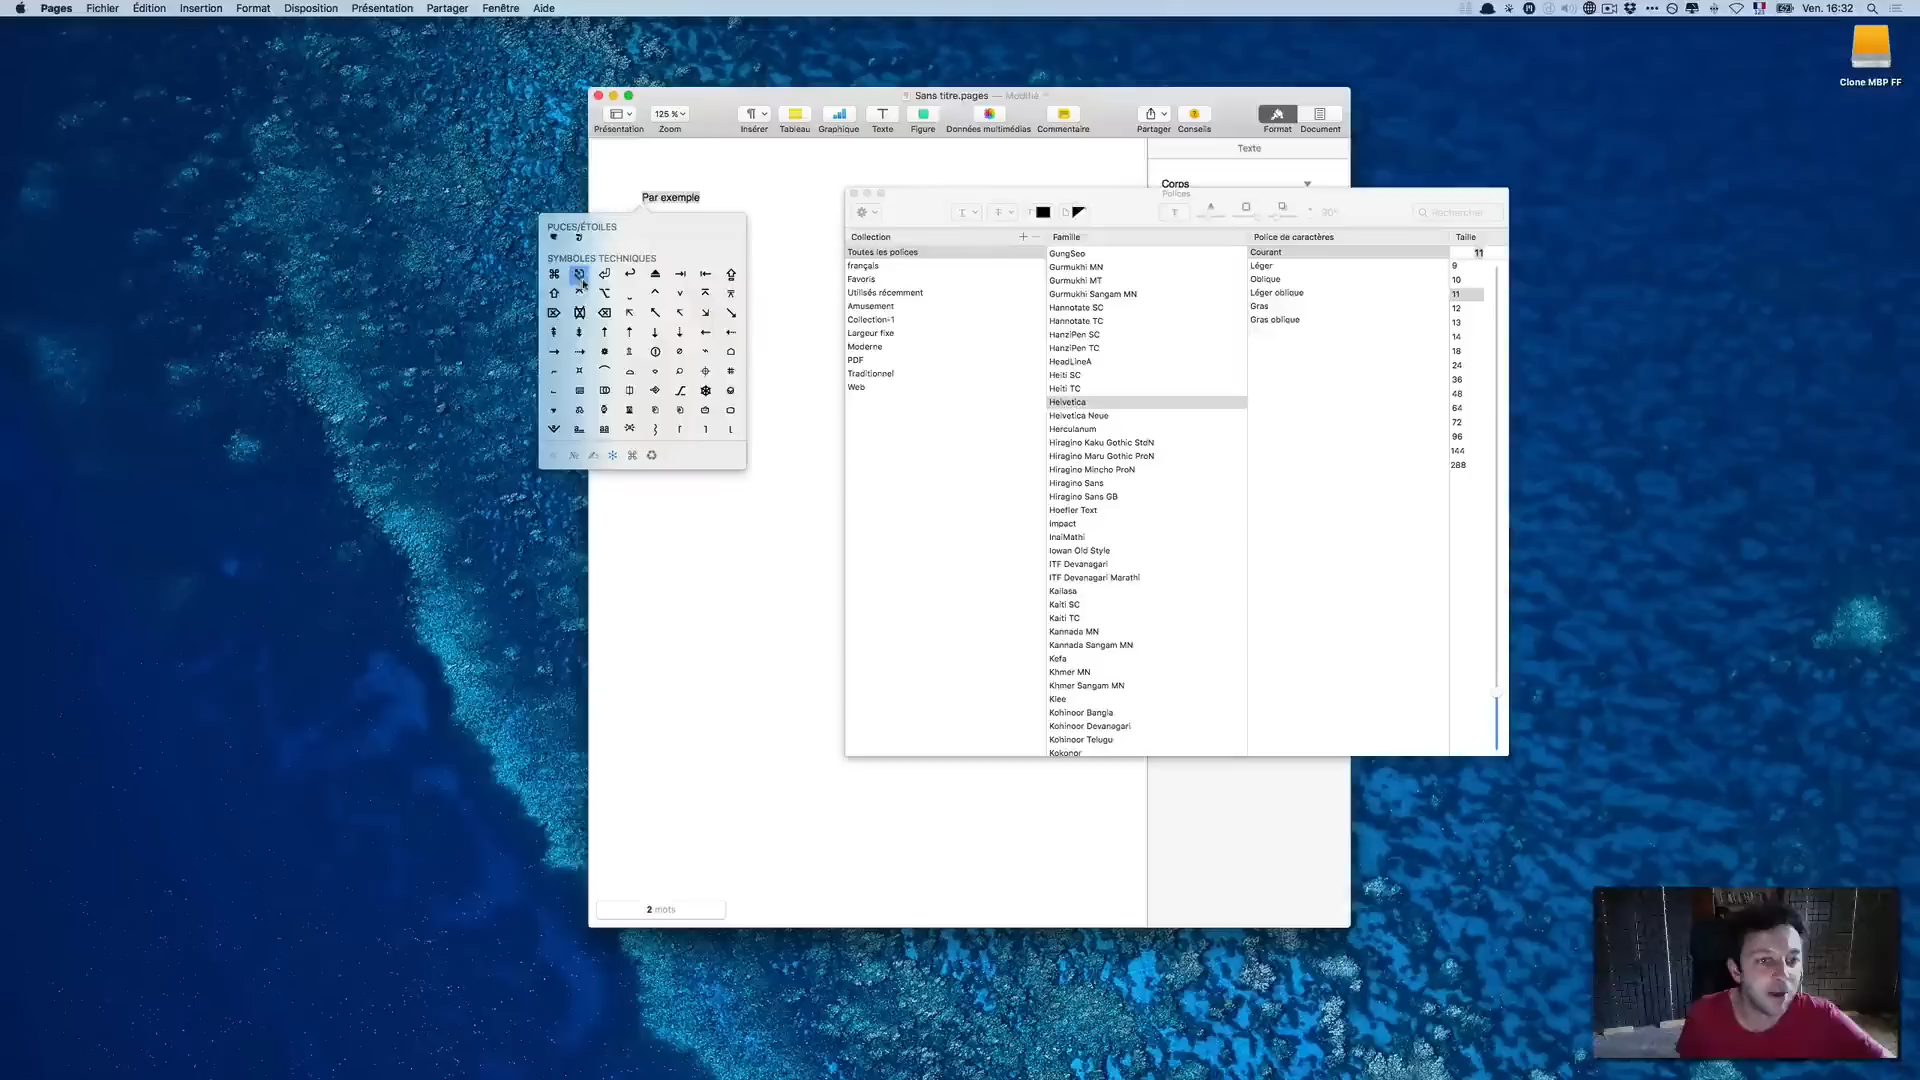 Pages Fichier Édition Insertion Format Disposition Présentation Partager Fenêtre Aide
Ven. 16:32
Clone MBP FF
Sans titre.pages — Modifié
125 %
Présentation Zoom Insérer Tableau Graphique Texte Figure Données multimédias Commentaire Partager Conseils Format Document
Texte
Corps
Par exemple
PUCES/ÉTOILES
SYMBOLES TECHNIQUES
2 mots
Polices
90°
Rechercher
Collection
Toutes les polices
français
Favoris
Utilisés récemment
Amusement
Collection-1
Largeur fixe
Moderne
PDF
Traditionnel
Web
Famille
GungSeo
Gurmukhi MN
Gurmukhi MT
Gurmukhi Sangam MN
Hannotate SC
Hannotate TC
HanziPen SC
HanziPen TC
HeadLineA
Heiti SC
Heiti TC
Helvetica
Helvetica Neue
Herculanum
Hiragino Kaku Gothic StdN
Hiragino Maru Gothic ProN
Hiragino Mincho ProN
Hiragino Sans
Hiragino Sans GB
Hoefler Text
Impact
InaiMathi
Iowan Old Style
ITF Devanagari
ITF Devanagari Marathi
Kailasa
Kaiti SC
Kaiti TC
Kannada MN
Kannada Sangam MN
Kefa
Khmer MN
Khmer Sangam MN
Klee
Kohinoor Bangla
Kohinoor Devanagari
Kohinoor Telugu
Kokonor
Police de caractères
Courant
Léger
Oblique
Léger oblique
Gras
Gras oblique
Taille
11
9
10
11
12
13
14
18
24
36
48
64
72
96
144
288